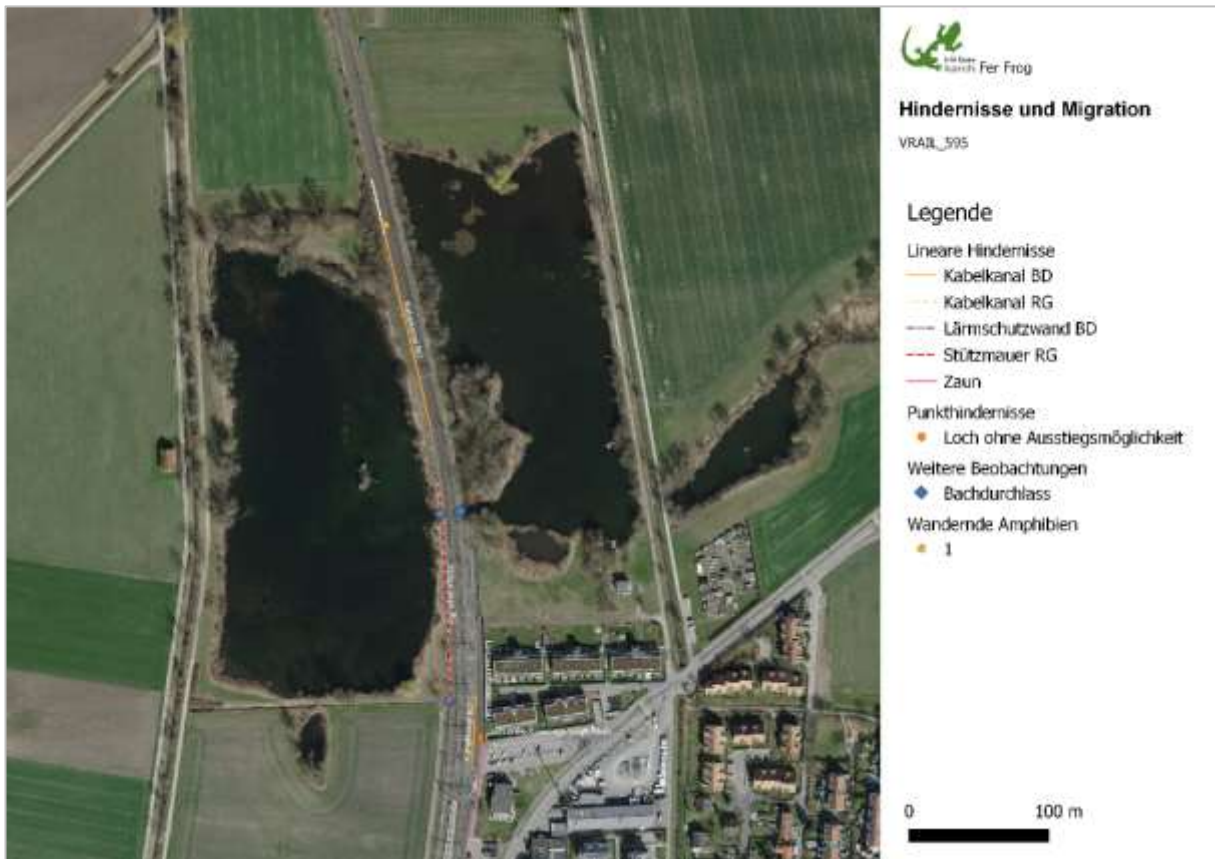 Fer Frog
Hindernisse und Migration
VRAIL_595
Legende
Lineare Hindernisse
Kabelkanal BD
Kabelkanal RG
Lärmschutzwand BD
Stützmauer RG
Zaun
Punkthindernisse
Loch ohne Ausstiegsmöglichkeit
Weitere Beobachtungen
Bachdurchlass
Wandernde Amphibien
1
0 100 m